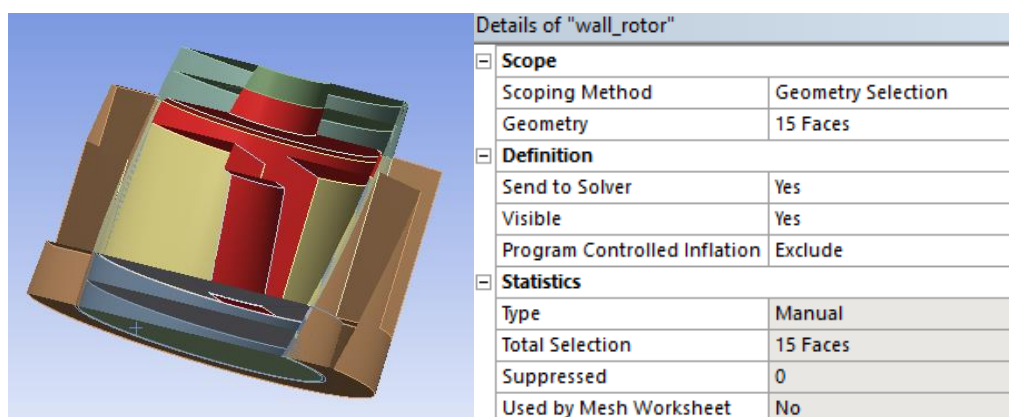 Details of "wall_rotor"
Scope
Scoping Method Geometry Selection
Geometry 15 Faces
Definition
Send to Solver Yes
Visible Yes
Program Controlled Inflation Exclude
Statistics
Type Manual
Total Selection 15 Faces
Suppressed 0
Used by Mesh Worksheet No